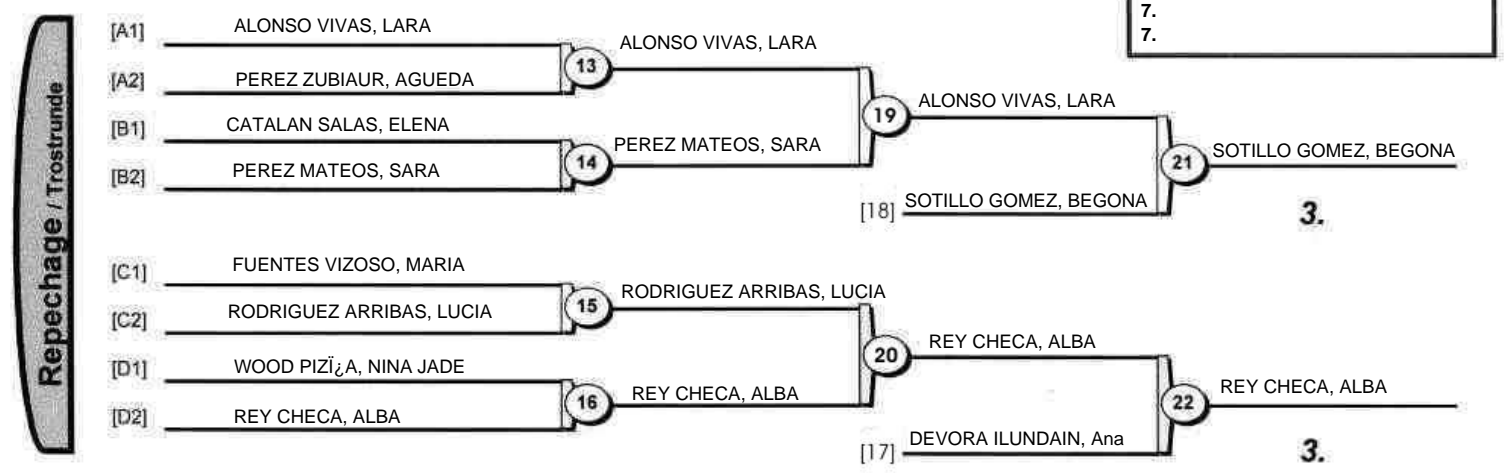 7.
7.
Repechage / Trostrunde
[A1] ALONSO VIVAS, LARA
[A2] PEREZ ZUBIAUR, AGUEDA
13 ALONSO VIVAS, LARA
[B1] CATALAN SALAS, ELENA
[B2] PEREZ MATEOS, SARA
14 PEREZ MATEOS, SARA
19 ALONSO VIVAS, LARA
[18] SOTILLO GOMEZ, BEGONA
21 SOTILLO GOMEZ, BEGONA
3.
[C1] FUENTES VIZOSO, MARIA
[C2] RODRIGUEZ ARRIBAS, LUCIA
15 RODRIGUEZ ARRIBAS, LUCIA
[D1] WOOD PIZÏ¿A, NINA JADE
[D2] REY CHECA, ALBA
16 REY CHECA, ALBA
20 REY CHECA, ALBA
[17] DEVORA ILUNDAIN, Ana
22 REY CHECA, ALBA
3.